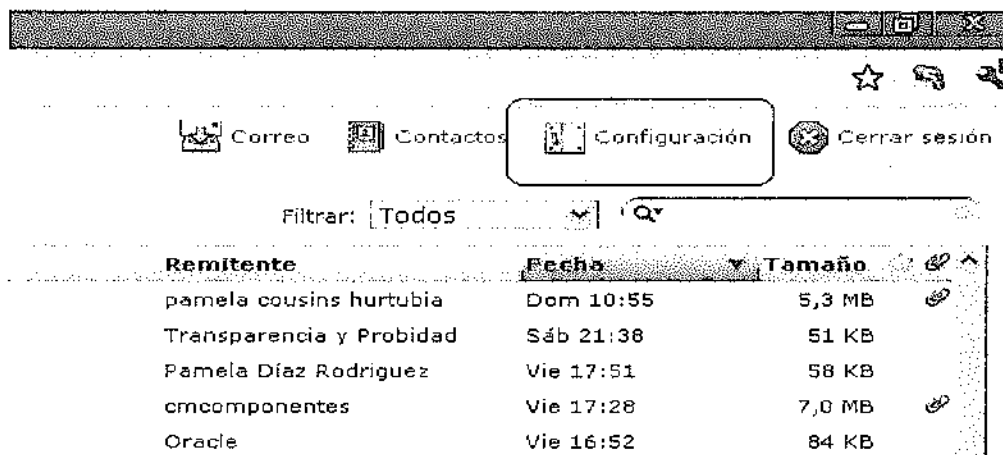 Correo Contactos Configuración Cerrar sesión
Filtrar: Todos
Remitente Fecha Tamaño
pamela cousins hurtubia Dom 10:55 5,3 MB
Transparencia y Probidad Sáb 21:38 51 KB
Pamela Díaz Rodriguez Vie 17:51 58 KB
cmcomponentes Vie 17:28 7,0 MB
Oracle Vie 16:52 84 KB